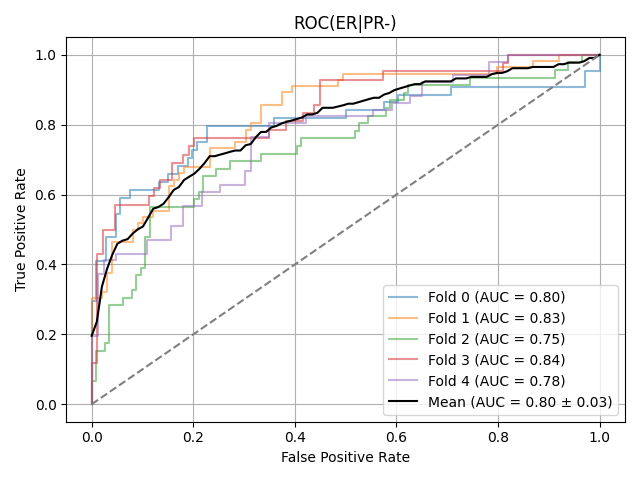 ROC(ER|PR-)
True Positive Rate
1.0
0.8
0.6
0.4
0.2
0.0
Fold 0 (AUC = 0.80)
Fold 1 (AUC = 0.83)
Fold 2 (AUC = 0.75)
Fold 3 (AUC = 0.84)
Fold 4 (AUC = 0.78)
Mean (AUC = 0.80 ± 0.03)
0.0 0.2 0.4 0.6 0.8 1.0
False Positive Rate